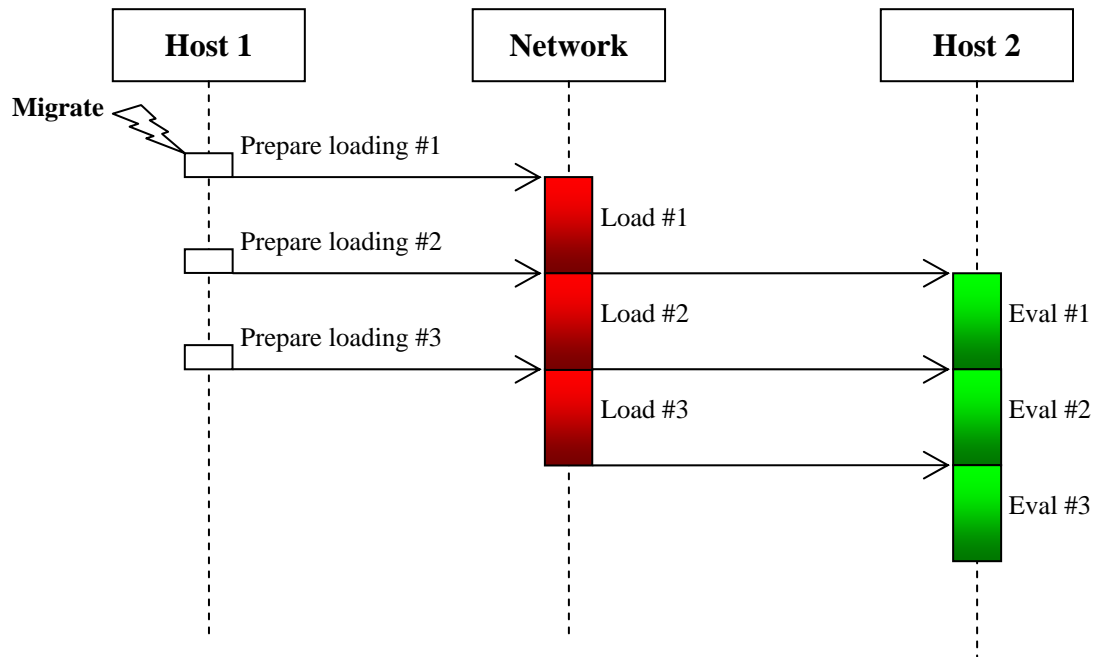 Host 1
Network
Host 2
Migrate
Prepare loading #1
Load #1
Prepare loading #2
Load #2
Eval #1
Prepare loading #3
Load #3
Eval #2
Eval #3